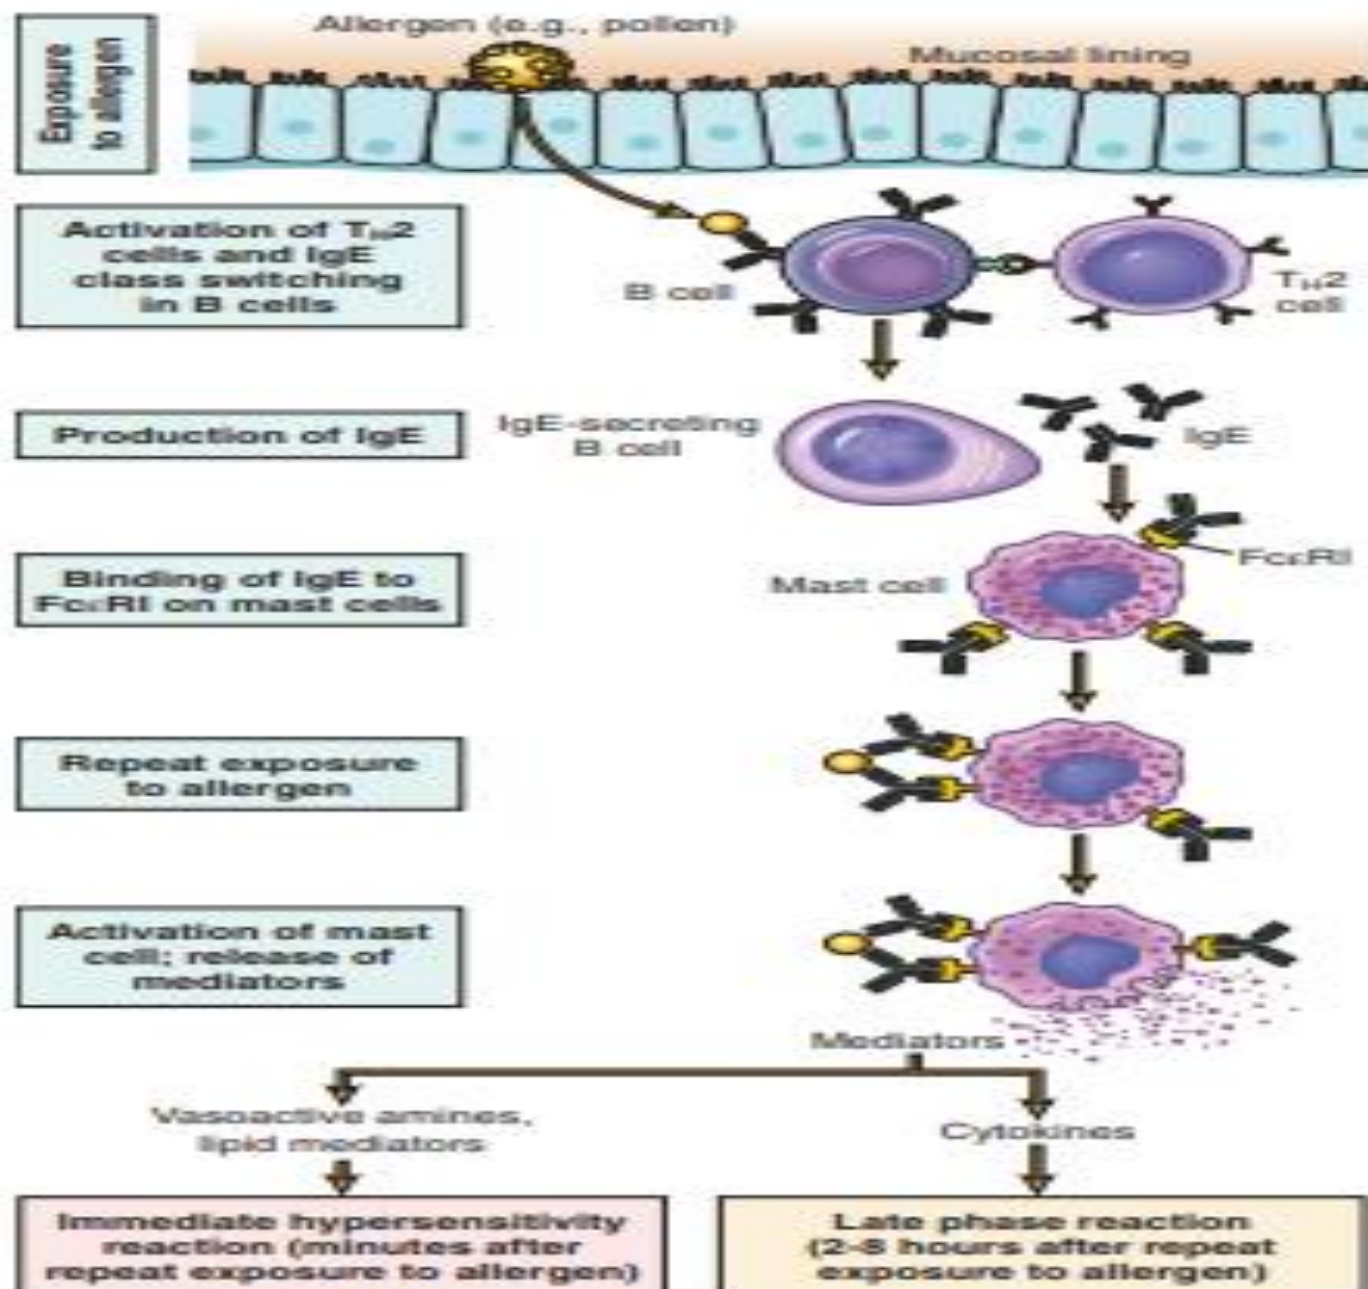 Exposure
to allergen
Allergen (e.g., pollen)
Mucosal lining
Activation of TH2
cells and IgE
class switching
in B cells
B cell
TH2
cell
Production of IgE
IgE-secreting
B cell
IgE
Binding of IgE to
FcεRI on mast cells
Mast cell
FcεRI
Repeat exposure
to allergen
Activation of mast
cell; release of
mediators
Mediators
Vasoactive amines,
lipid mediators
Cytokines
Immediate hypersensitivity
reaction (minutes after
repeat exposure to allergen)
Late phase reaction
(2-8 hours after repeat
exposure to allergen)